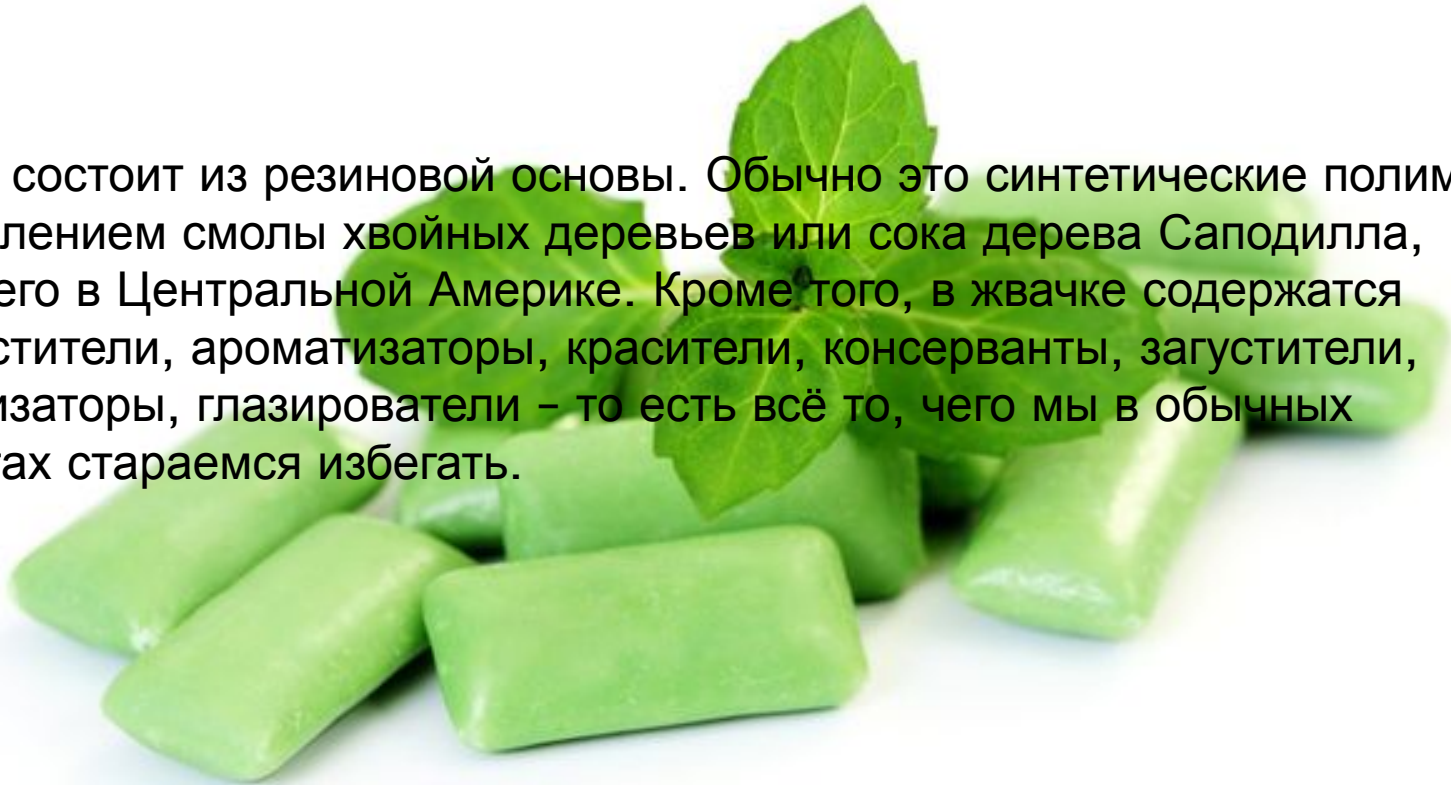 состоит из резиновой основы. Обычно это синтетические полим
лением смолы хвойных деревьев или сока дерева Саподилла,
его в Центральной Америке. Кроме того, в жвачке содержатся
стители, ароматизаторы, красители, консерванты, загустители,
изаторы, глазирователи – то есть всё то, чего мы в обычных
тах стараемся избегать.